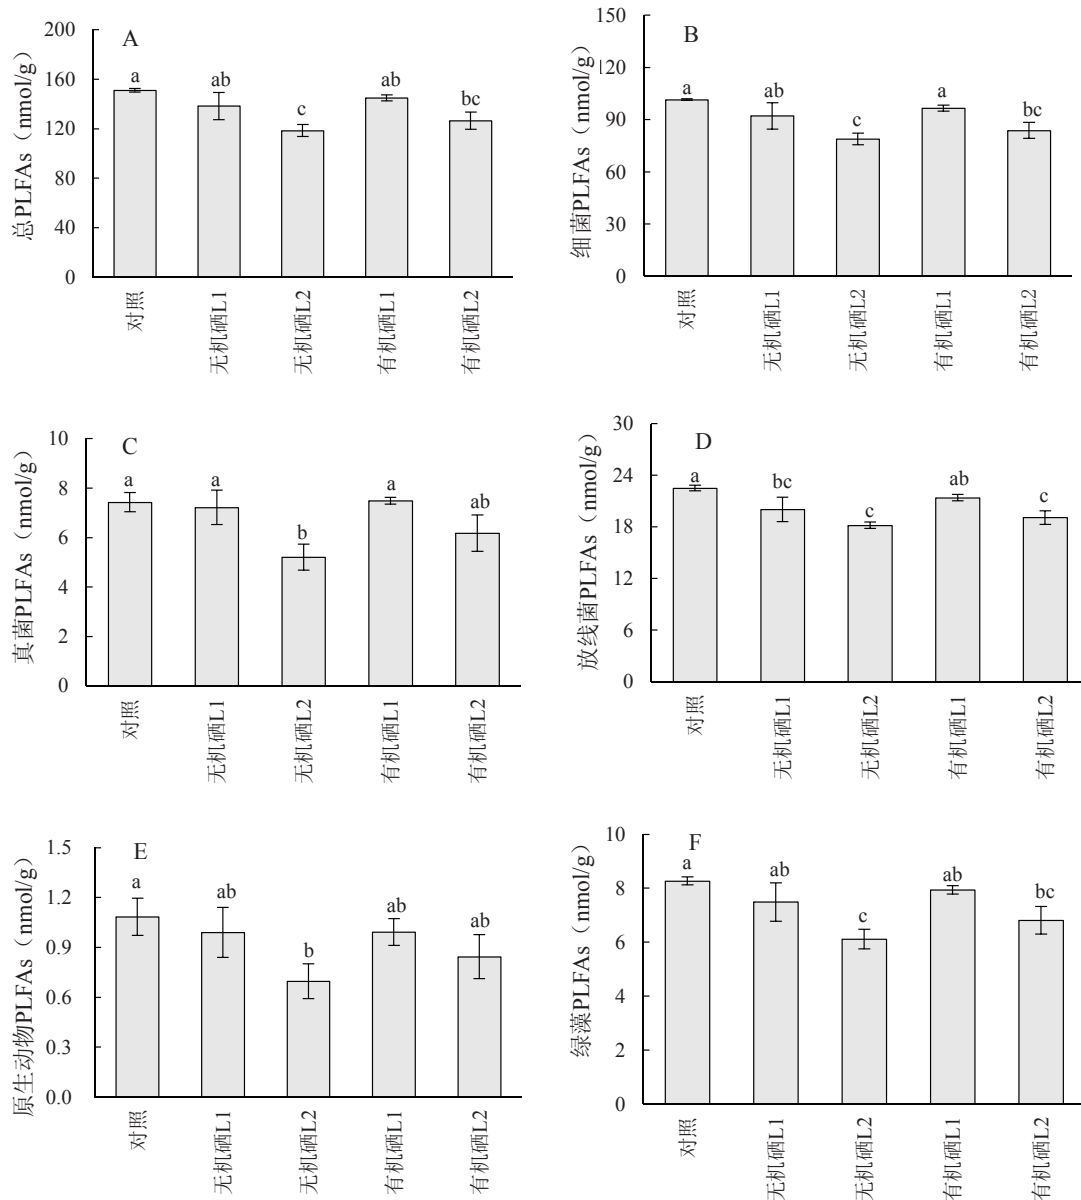 A
总PLFAs（nmol/g）
200
160
120
80
40
0
a
ab
c
ab
bc
对照
无机硒L1
无机硒L2
有机硒L1
有机硒L2
B
细菌PLFAs（nmol/g）
150
120
90
60
30
0
a
ab
c
a
bc
对照
无机硒L1
无机硒L2
有机硒L1
有机硒L2
C
真菌PLFAs（nmol/g）
10
8
6
4
2
0
a
a
b
a
ab
对照
无机硒L1
无机硒L2
有机硒L1
有机硒L2
D
放线菌PLFAs（nmol/g）
30
24
18
12
6
0
a
bc
c
ab
c
对照
无机硒L1
无机硒L2
有机硒L1
有机硒L2
E
原生动物PLFAs（nmol/g）
1.5
1.2
0.9
0.6
0.3
0.0
a
ab
b
ab
ab
对照
无机硒L1
无机硒L2
有机硒L1
有机硒L2
F
绿藻PLFAs（nmol/g）
10
8
6
4
2
0
a
ab
c
ab
bc
对照
无机硒L1
无机硒L2
有机硒L1
有机硒L2